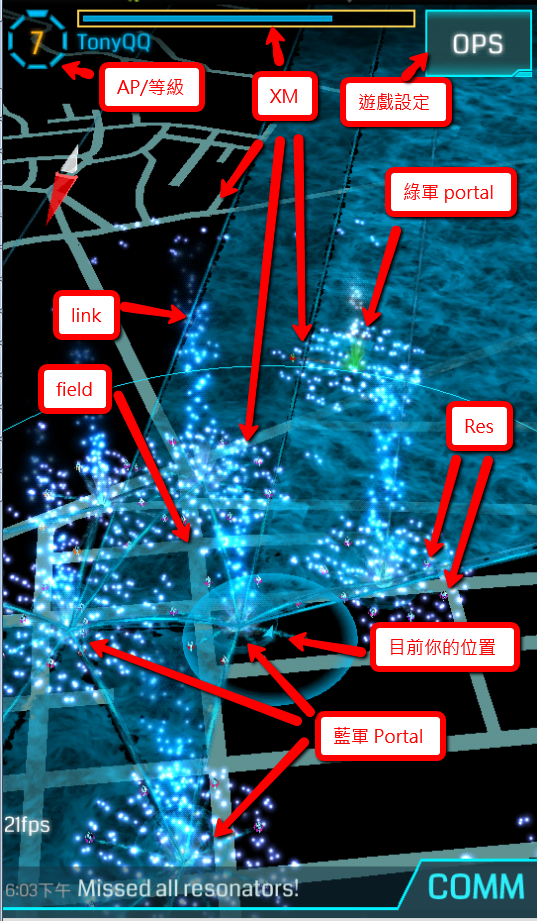 7
TonyQQ
OPS
AP/等級
XM
遊戲設定
綠軍 portal
link
field
Res
目前你的位置
藍軍 Portal
21fps
6:03下午 Missed all resonators!
COMM